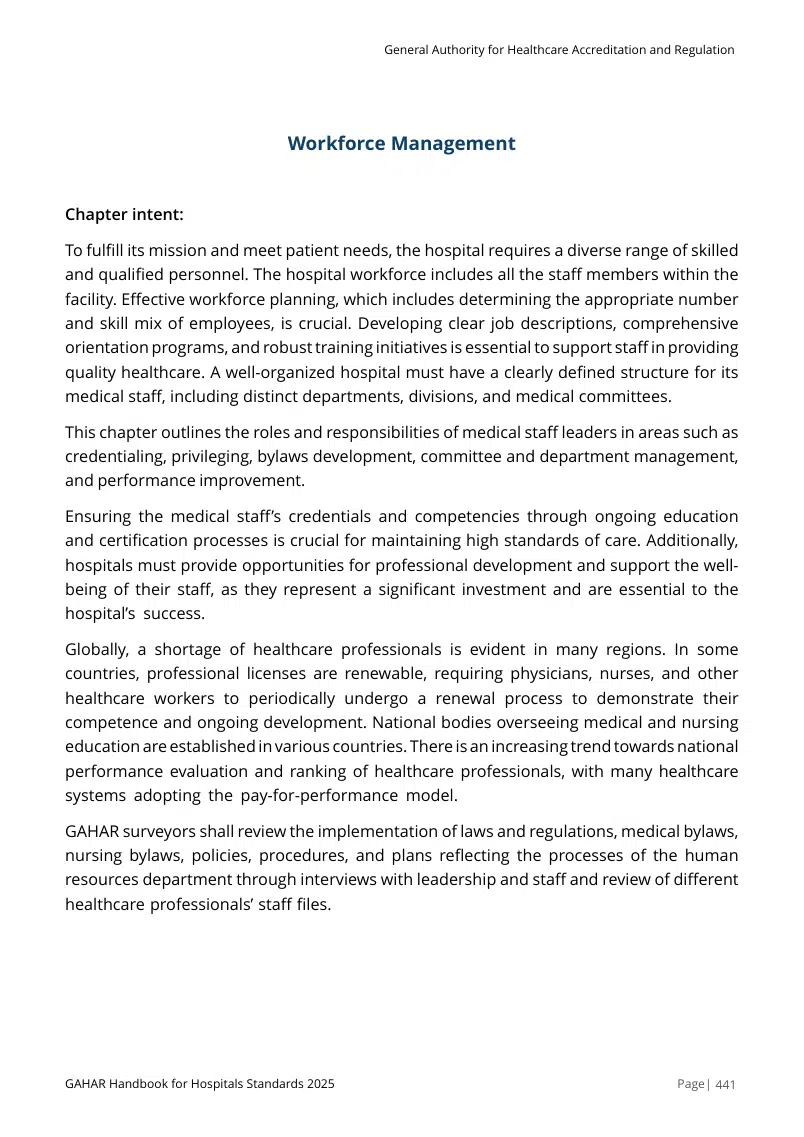 General Authority for Healthcare Accreditation and Regulation
Workforce Management
Chapter intent:
To fulfill its mission and meet patient needs, the hospital requires a diverse range of skilled
and qualified personnel. The hospital workforce includes all the staff members within the
facility. Effective workforce planning, which includes determining the appropriate number
and skill mix of employees, is crucial. Developing clear job descriptions, comprehensive
orientation programs, and robust training initiatives is essential to support staff in providing
quality healthcare. A well-organized hospital must have a clearly defined structure for its
medical staff, including distinct departments, divisions, and medical committees.
This chapter outlines the roles and responsibilities of medical staff leaders in areas such as
credentialing, privileging, bylaws development, committee and department management,
and performance improvement.
Ensuring the medical staff’s credentials and competencies through ongoing education
and certification processes is crucial for maintaining high standards of care. Additionally,
hospitals must provide opportunities for professional development and support the well-
being of their staff, as they represent a significant investment and are essential to the
hospital’s success.
Globally, a shortage of healthcare professionals is evident in many regions. In some
countries, professional licenses are renewable, requiring physicians, nurses, and other
healthcare workers to periodically undergo a renewal process to demonstrate their
competence and ongoing development. National bodies overseeing medical and nursing
education are established in various countries. There is an increasing trend towards national
performance evaluation and ranking of healthcare professionals, with many healthcare
systems adopting the pay-for-performance model.
GAHAR surveyors shall review the implementation of laws and regulations, medical bylaws,
nursing bylaws, policies, procedures, and plans reflecting the processes of the human
resources department through interviews with leadership and staff and review of different
healthcare professionals’ staff files.
GAHAR Handbook for Hospitals Standards 2025
Page| 441